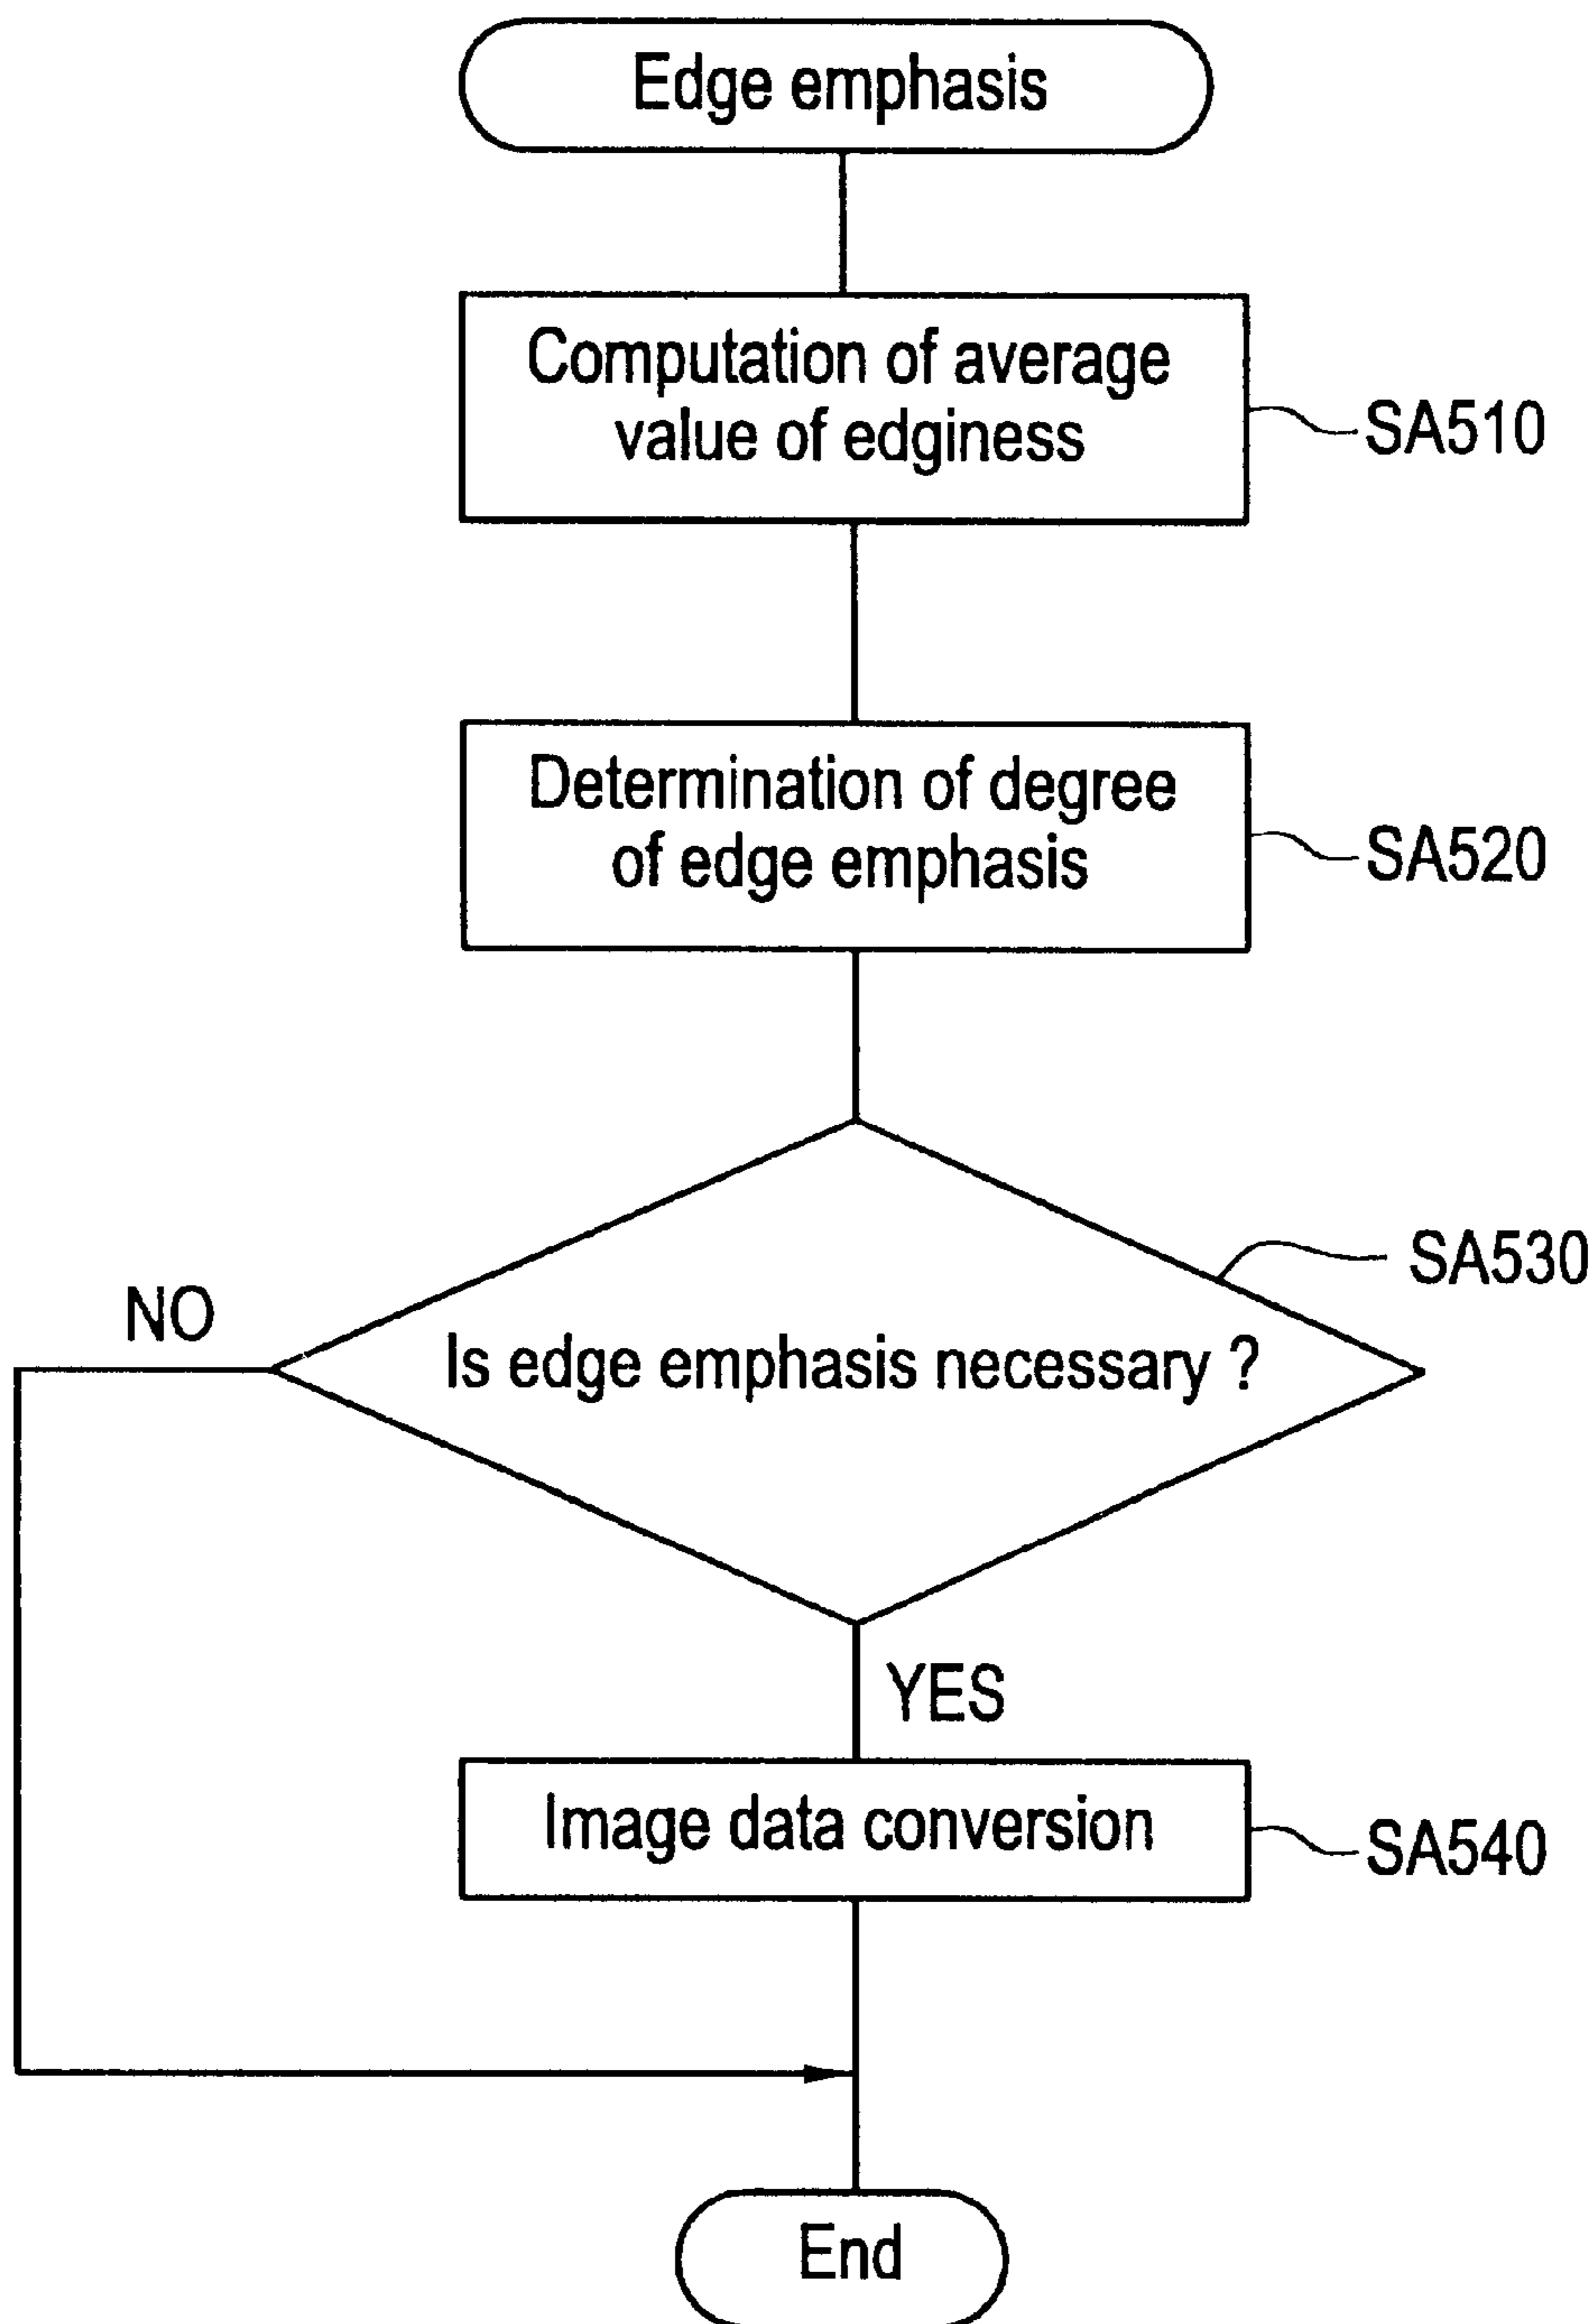 Edge emphasis
Computation of average
value of edginess
SA510
Determination of degree
of edge emphasis
SA520
SA530
NO
Is edge emphasis necessary ?
YES
Image data conversion
SA540
End